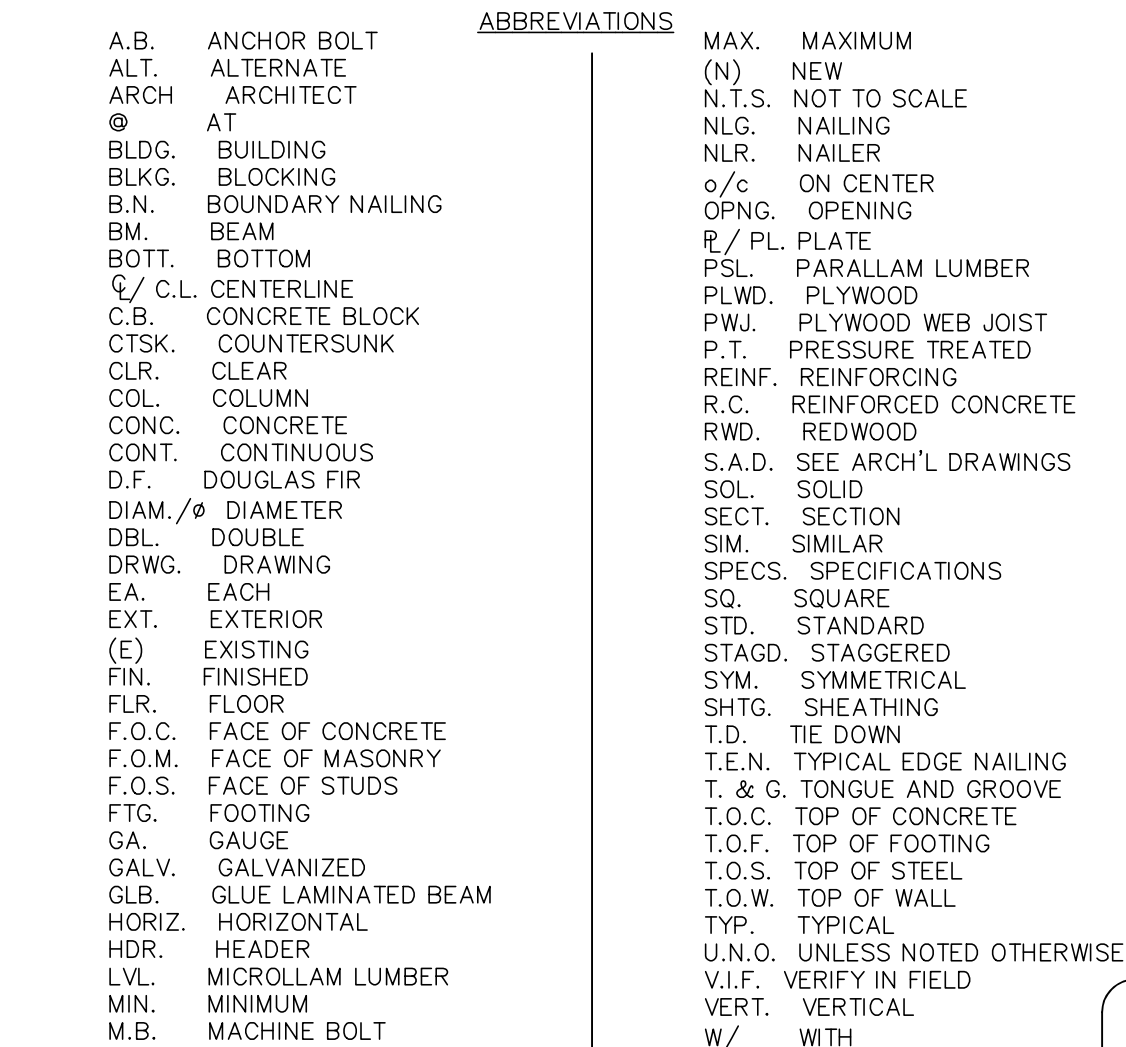 ABBREVIATIONS
A.B. ANCHOR BOLT
ALT. ALTERNATE
ARCH ARCHITECT
@ AT
BLDG. BUILDING
BLKG. BLOCKING
B.N. BOUNDARY NAILING
BM. BEAM
BOTT. BOTTOM
℄/ C.L. CENTERLINE
C.B. CONCRETE BLOCK
CTSK. COUNTERSUNK
CLR. CLEAR
COL. COLUMN
CONC. CONCRETE
CONT. CONTINUOUS
D.F. DOUGLAS FIR
DIAM./ø DIAMETER
DBL. DOUBLE
DRWG. DRAWING
EA. EACH
EXT. EXTERIOR
(E) EXISTING
FIN. FINISHED
FLR. FLOOR
F.O.C. FACE OF CONCRETE
F.O.M. FACE OF MASONRY
F.O.S. FACE OF STUDS
FTG. FOOTING
GA. GAUGE
GALV. GALVANIZED
GLB. GLUE LAMINATED BEAM
HORIZ. HORIZONTAL
HDR. HEADER
LVL. MICROLLAM LUMBER
MIN. MINIMUM
M.B. MACHINE BOLT
MAX. MAXIMUM
(N) NEW
N.T.S. NOT TO SCALE
NLG. NAILING
NLR. NAILER
o/c ON CENTER
OPNG. OPENING
⅊/ PL. PLATE
PSL. PARALLAM LUMBER
PLWD. PLYWOOD
PWJ. PLYWOOD WEB JOIST
P.T. PRESSURE TREATED
REINF. REINFORCING
R.C. REINFORCED CONCRETE
RWD. REDWOOD
S.A.D. SEE ARCH'L DRAWINGS
SOL. SOLID
SECT. SECTION
SIM. SIMILAR
SPECS. SPECIFICATIONS
SQ. SQUARE
STD. STANDARD
STAGD. STAGGERED
SYM. SYMMETRICAL
SHTG. SHEATHING
T.D. TIE DOWN
T.E.N. TYPICAL EDGE NAILING
T. & G. TONGUE AND GROOVE
T.O.C. TOP OF CONCRETE
T.O.F. TOP OF FOOTING
T.O.S. TOP OF STEEL
T.O.W. TOP OF WALL
TYP. TYPICAL
U.N.O. UNLESS NOTED OTHERWISE
V.I.F. VERIFY IN FIELD
VERT. VERTICAL
W/ WITH